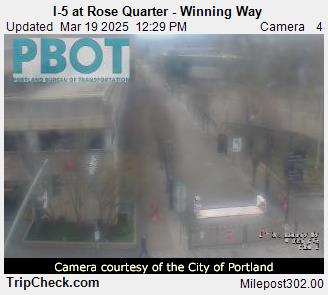 I-5 at Rose Quarter - Winning Way
Updated Mar 19 2025 12:29 PM Camera 4
PBOT
PORTLAND BUREAU OF TRANSPORTATION
Camera courtesy of the City of Portland
TripCheck.com Milepost302.00